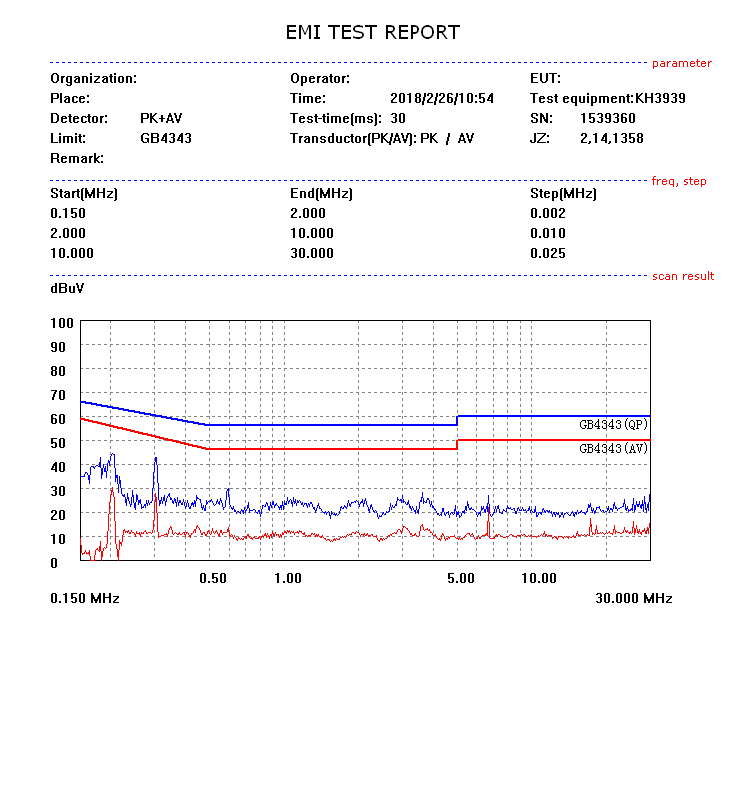 EMI TEST REPORT
parameter
Organization: Operator: EUT:
Place: Time: 2018/2/26/10:54 Test equipment:KH3939
Detector: PK+AV Test-time(ms): 30 SN: 1539360
Limit: GB4343 Transductor(PK/AV): PK / AV JZ: 2,14,1358
Remark:
freq, step
Start(MHz) End(MHz) Step(MHz)
0.150 2.000 0.002
2.000 10.000 0.010
10.000 30.000 0.025
scan result
dBuV
100
90
80
70
60
GB4343(QP)
50
GB4343(AV)
40
30
20
10
0
0.50 1.00 5.00 10.00
0.150 MHz 30.000 MHz